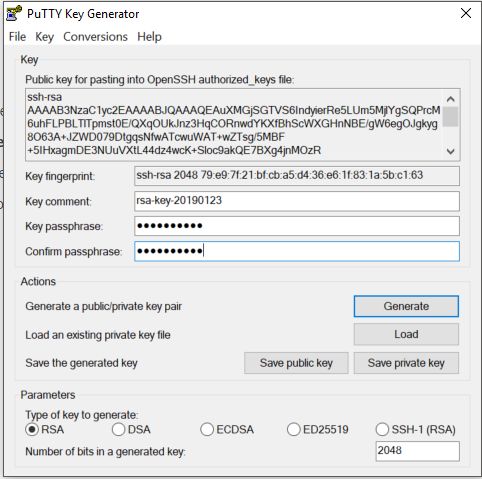 PuTTY Key Generator
File Key Conversions Help
Key
Public key for pasting into OpenSSH authorized_keys file:
ssh-rsa
AAAAB3NzaC1yc2EAAAABJQAAAQEAuXMGjSGTVS6IndyierRe5LUm5MjIYgSQPrcM
6uhFLPBLTlTpmst0E/QXqOUkJnz3HqCORnwdYKXfBhScWXGHnNBE/gW6egOJgkyg
8O63A+JZWD079DtgqsNfwATcwuWAT+wZTsg/5MBF
+5IHxagmDE3NUuVXtL44dz4wcK+Sloc9akQE7BXg4jnMOzR
Key fingerprint: ssh-rsa 2048 79:e9:7f:21:bf:cb:a5:d4:36:e6:1f:83:1a:5b:c1:63
Key comment: rsa-key-20190123
Key passphrase: ●●●●●●●●●●
Confirm passphrase: ●●●●●●●●●●
Actions
Generate a public/private key pair Generate
Load an existing private key file Load
Save the generated key Save public key Save private key
Parameters
Type of key to generate:
RSA DSA ECDSA ED25519 SSH-1 (RSA)
Number of bits in a generated key: 2048